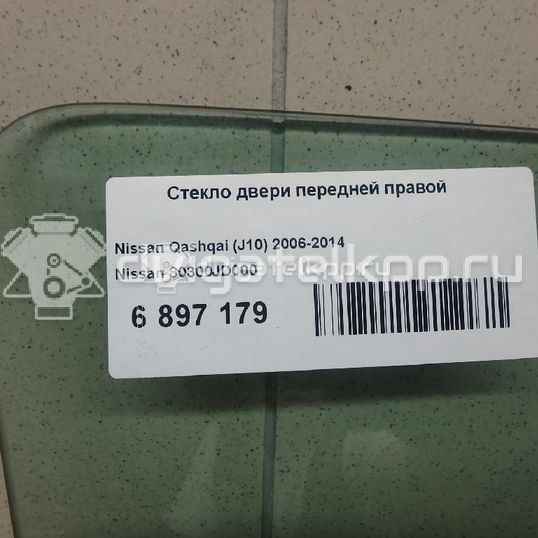 Стекло двери передней правой
Nissan Qashqai (J10) 2006-2014
Nissan 80300JD000
6 897 179